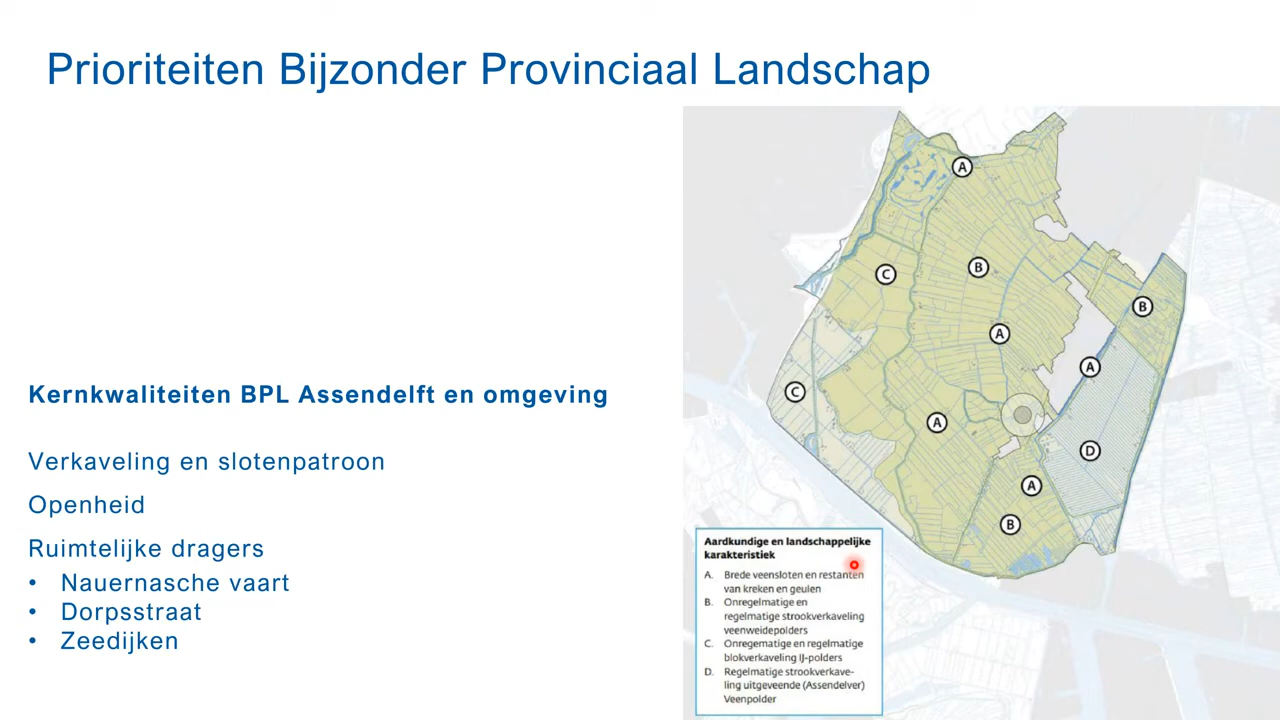 Prioriteiten Bijzonder Provinciaal Landschap
Kernkwaliteiten BPL Assendelft en omgeving
Verkaveling en slotenpatroon
Openheid
Ruimtelijke dragers
• Nauernasche vaart
• Dorpsstraat
• Zeedijken
A
B
C
B
A
A
C
A
D
A
B
Aardkundige en landschappelijke
karakteristiek
A. Brede veensloten en restanten
van kreken en geulen
B. Onregelmatige en
regelmatige strookverkaveling
veenweidepolders
C. Onregematige en regelmatige
blokverkaveling IJ-polders
D. Regelmatige strookverkave-
ling uitgeveende (Assendelver)
Veenpolder